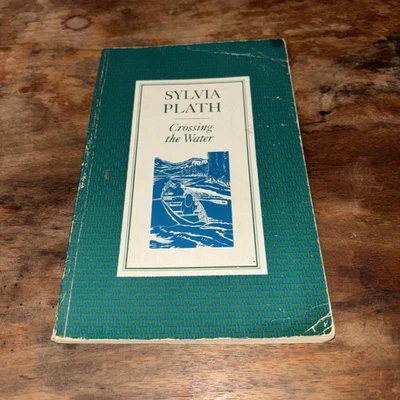 SYLVIA
PLATH
Crossing
the Water